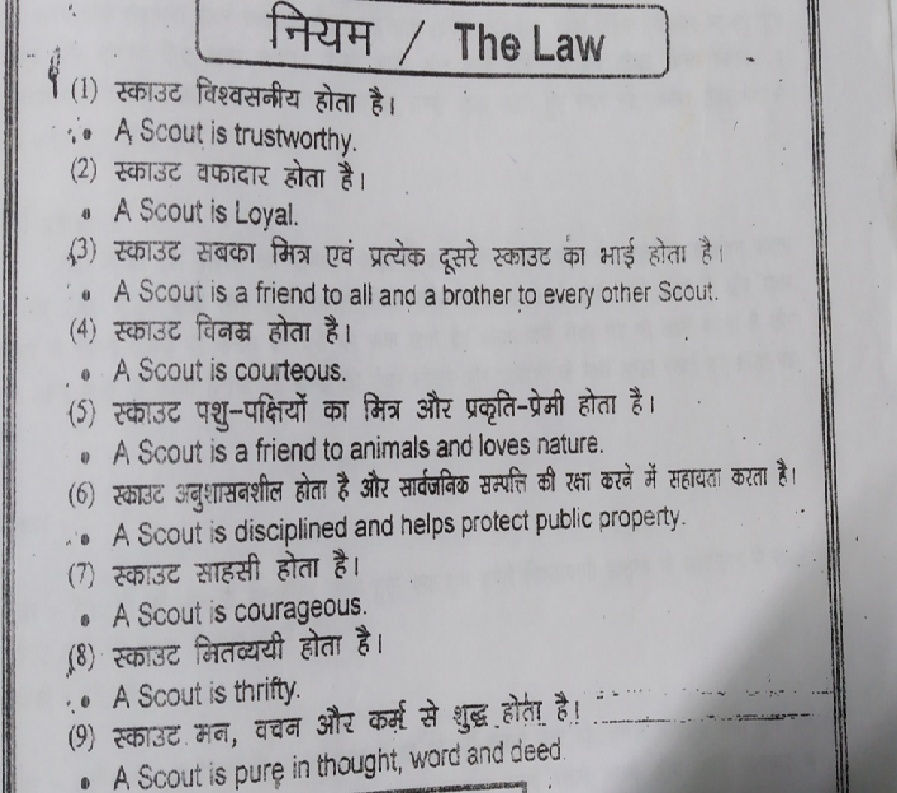 नियम / The Law
(1) स्काउट विश्वसनीय होता है।
• A Scout is trustworthy.
(2) स्काउट वफादार होता है।
• A Scout is Loyal.
(3) स्काउट सबका मित्र एवं प्रत्येक दूसरे स्काउट का भाई होता है।
• A Scout is a friend to all and a brother to every other Scout.
(4) स्काउट विनम्र होता है।
• A Scout is courteous.
(5) स्काउट पशु-पक्षियों का मित्र और प्रकृति-प्रेमी होता है।
• A Scout is a friend to animals and loves nature.
(6) स्काउट अनुशासनशील होता है और सार्वजनिक सम्पत्ति की रक्षा करने में सहायता करता है।
• A Scout is disciplined and helps protect public property.
(7) स्काउट साहसी होता है।
• A Scout is courageous.
(8) स्काउट मितव्ययी होता है।
• A Scout is thrifty.
(9) स्काउट मन, वचन और कर्म से शुद्ध होता है।
• A Scout is pure in thought, word and deed.